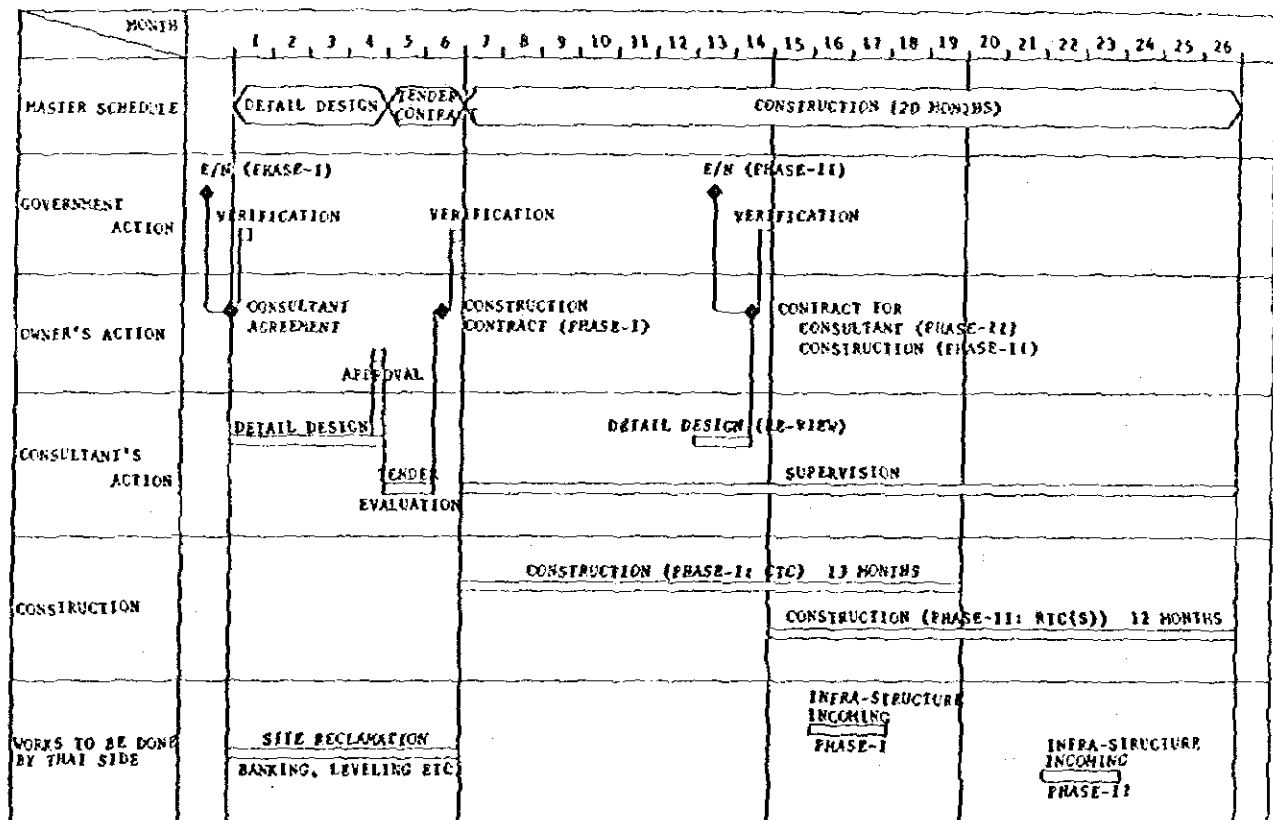 MONTH
1 2 3 4 5 6 7 8 9 10 11 12 13 14 15 16 17 18 19 20 21 22 23 24 25 26
MASTER SCHEDULE
DETAIL DESIGN
TENDER
CONTRA
CONSTRUCTION (20 MONTHS)
GOVERNMENT
ACTION
E/N (PHASE-I)
VERIFICATION
VERIFICATION
E/N (PHASE-II)
VERIFICATION
OWNER'S ACTION
CONSULTANT
AGREEMENT
CONSTRUCTION
CONTRACT (PHASE-I)
CONTRACT FOR
CONSULTANT (PHASE-II)
CONSTRUCTION (PHASE-II)
APPROVAL
CONSULTANT'S
ACTION
DETAIL DESIGN
DETAIL DESIGN (RE-VIEW)
TENDER
EVALUATION
SUPERVISION
CONSTRUCTION
CONSTRUCTION (PHASE-I: CTC) 13 MONTHS
CONSTRUCTION (PHASE-II: RTC(S)) 12 MONTHS
WORKS TO BE DONE
BY THAI SIDE
SITE RECLAMATION
BANKING, LEVELING ETC
INFRA-STRUCTURE
INCOMING
PHASE-I
INFRA-STRUCTURE
INCOMING
PHASE-II